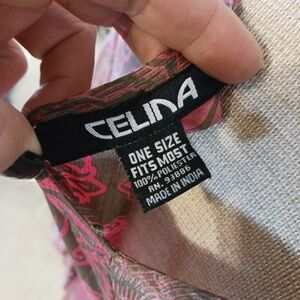 CELINA
ONE SIZE
FITS MOST
100% POLYESTER
RN. 93886
MADE IN INDIA